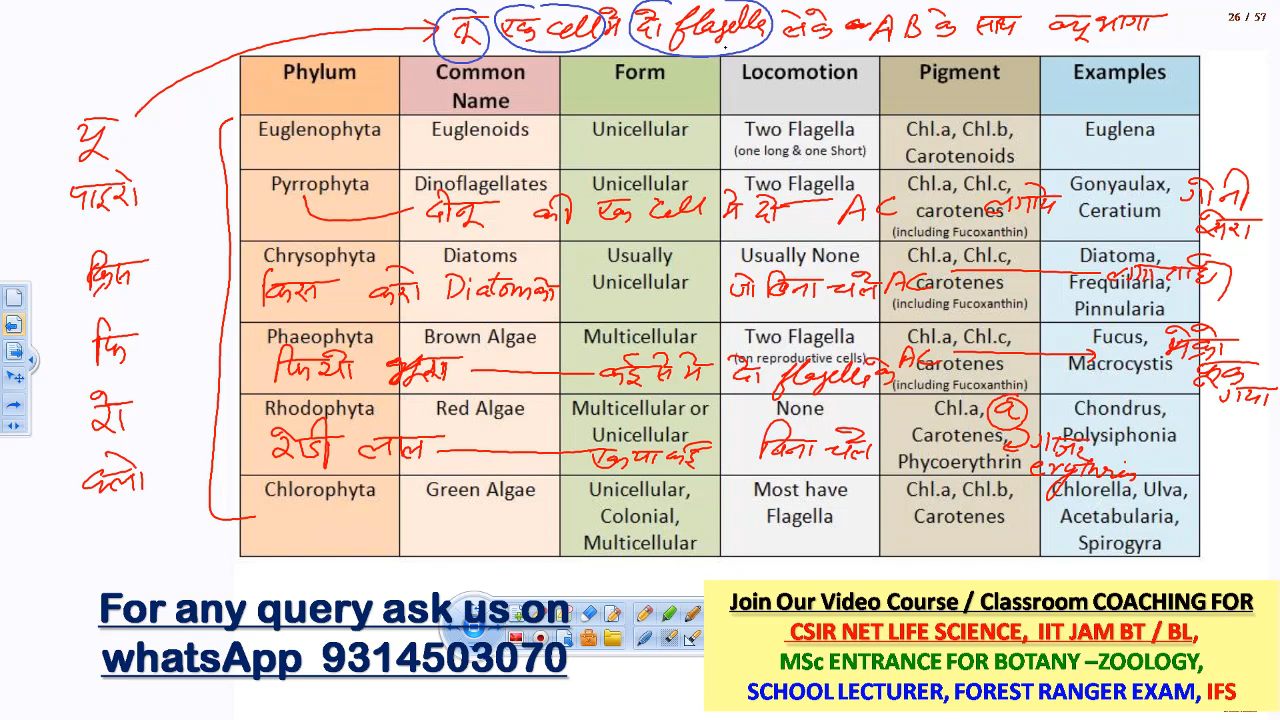 26 / 57
यू एक cell में दो flagella लेके AB के साथ क्यू भागा
Phylum Common Name Form Locomotion Pigment Examples
यू
Euglenophyta Euglenoids Unicellular Two Flagella (one long & one Short) Chl.a, Chl.b, Carotenoids Euglena
पाइरो
Pyrrophyta Dinoflagellates Unicellular Two Flagella Chl.a, Chl.c, carotenes (including Fucoxanthin) Gonyaulax, Ceratium
की एक cell में दो AC लगाये
क्रिस
Chrysophyta Diatoms Usually Unicellular Usually None Chl.a, Chl.c, carotenes (including Fucoxanthin) Diatoma, Frequilaria, Pinnularia
किस करो Diatom को जो बिना चले AC
फि
Phaeophyta Brown Algae Multicellular Two Flagella (on reproductive cells) Chl.a, Chl.c, carotenes (including Fucoxanthin) Fucus, Macrocystis
कई से में दो flagella के AC
गया
रो
Rhodophyta Red Algae Multicellular or Unicellular None Chl.a, Carotenes, Phycoerythrin Chondrus, Polysiphonia
रेडी लाल एक या कई बिना चले a गाजर erythrin
क्लो
Chlorophyta Green Algae Unicellular, Colonial, Multicellular Most have Flagella Chl.a, Chl.b, Carotenes Chlorella, Ulva, Acetabularia, Spirogyra
For any query ask us on
whatsApp 9314503070
Join Our Video Course / Classroom COACHING FOR
CSIR NET LIFE SCIENCE, IIT JAM BT / BL,
MSc ENTRANCE FOR BOTANY –ZOOLOGY,
SCHOOL LECTURER, FOREST RANGER EXAM, IFS